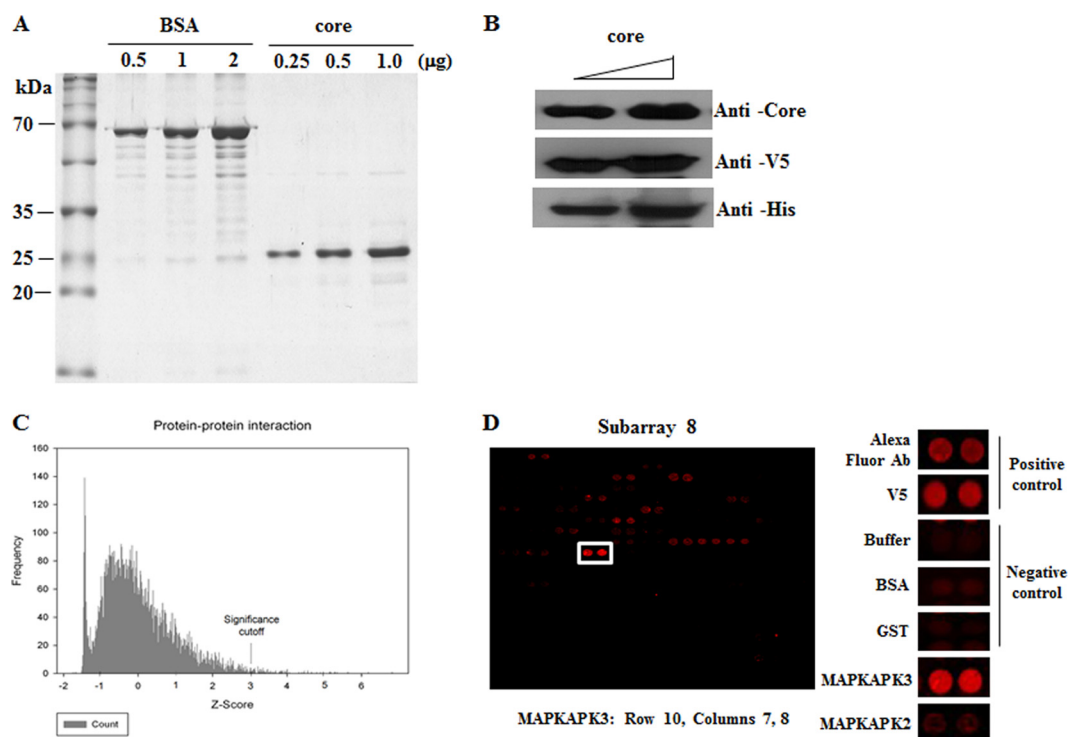 A
BSA
core
0.5 1 2 0.25 0.5 1.0 (μg)
kDa
70
35
25
20
B
core
Anti -Core
Anti -V5
Anti -His
C
Protein-protein interaction
160
140
120
100
80
60
40
20
0
Frequency
Significance
cutoff
-2 -1 0 1 2 3 4 5 6
Z-Score
Count
D
Subarray 8
MAPKAPK3: Row 10, Columns 7, 8
Alexa
Fluor Ab
V5
Positive
control
Buffer
BSA
GST
Negative
control
MAPKAPK3
MAPKAPK2